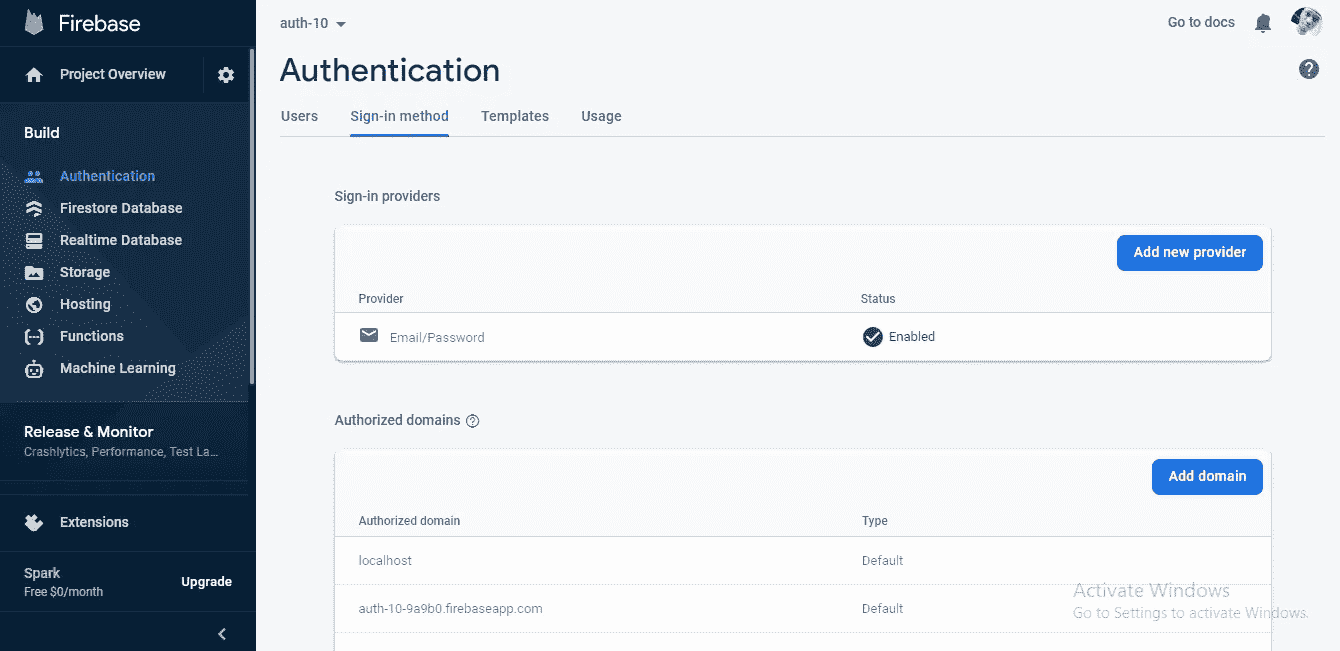 Firebase
Project Overview
Build
Authentication
Firestore Database
Realtime Database
Storage
Hosting
Functions
Machine Learning
Release & Monitor
Crashlytics, Performance, Test La...
Extensions
Spark
Free $0/month
Upgrade
auth-10
Go to docs
Authentication
Users Sign-in method Templates Usage
Sign-in providers
Add new provider
Provider Status
Email/Password Enabled
Authorized domains
Add domain
Authorized domain Type
localhost Default
auth-10-9a9b0.firebaseapp.com Default
Activate Windows
Go to Settings to activate Windows.